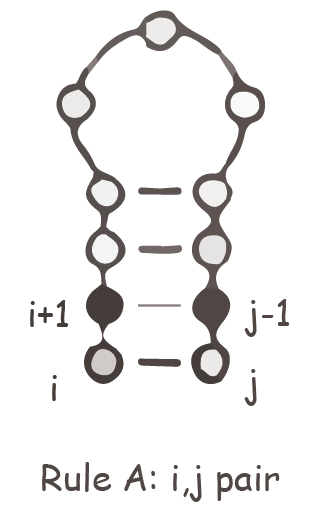 i+1 j-1
i j
Rule A: i,j pair